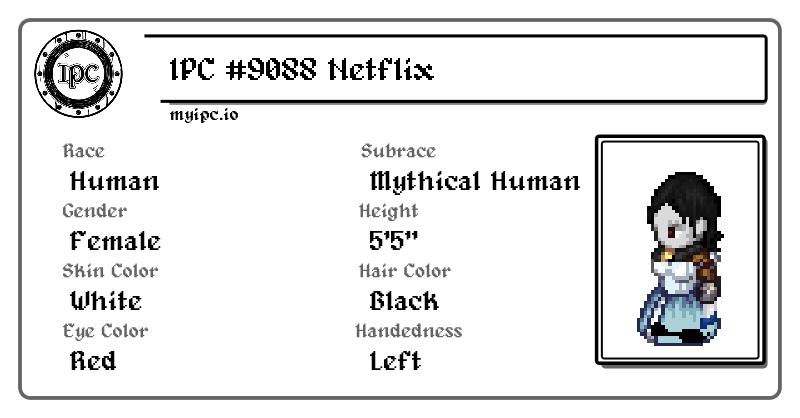 IPC
IPC #9088 Netflix
myipc.io
Race
Human
Subrace
Mythical Human
Gender
Female
Height
5'5"
Skin Color
White
Hair Color
Black
Eye Color
Red
Handedness
Left